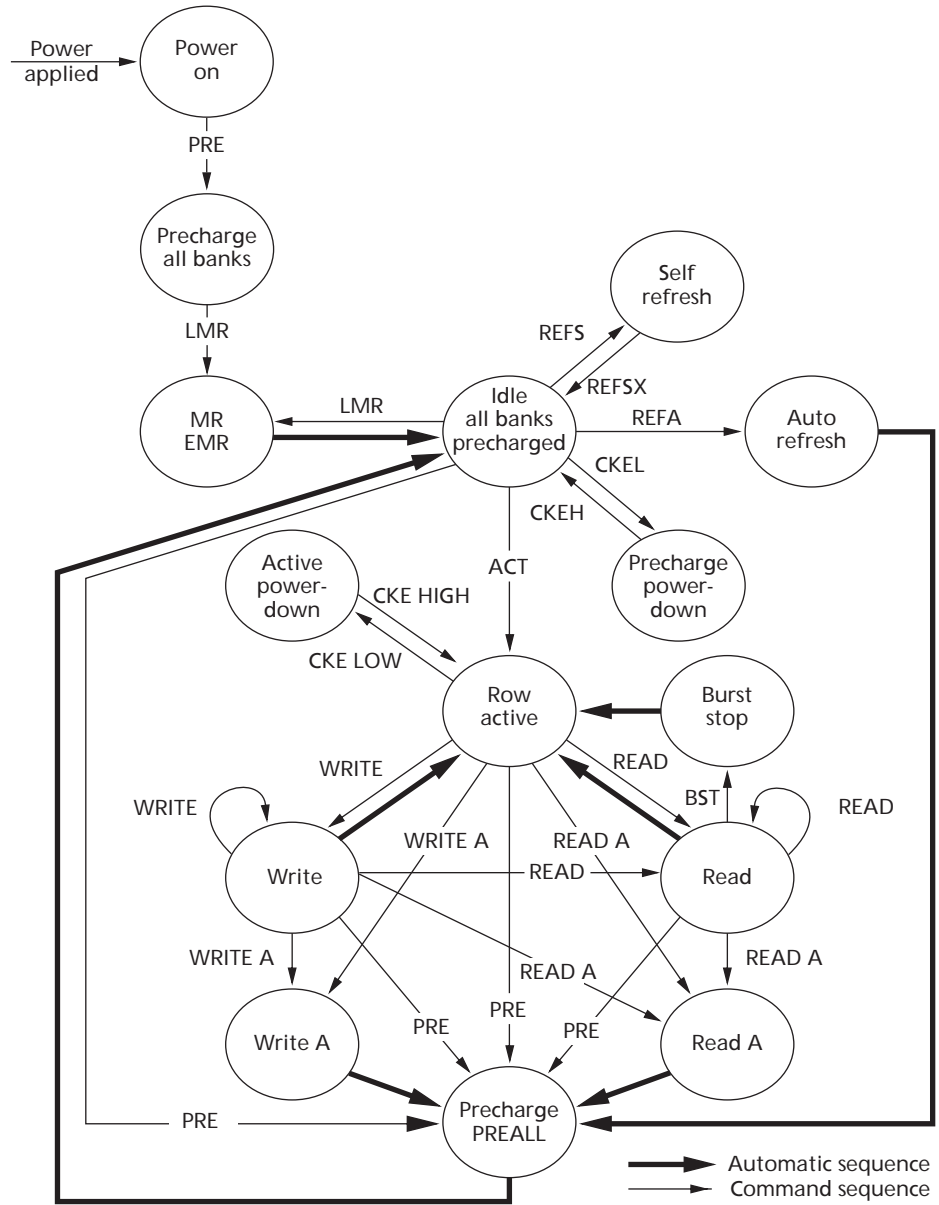 Power
applied
Power
on
PRE
Precharge
all banks
LMR
Self
refresh
REFS
REFSX
MR
EMR
LMR
Idle
all banks
precharged
REFA
Auto
refresh
CKEL
CKEH
Active
power-
down
CKE HIGH
CKE LOW
ACT
Precharge
power-
down
Row
active
Burst
stop
WRITE
READ
BST
WRITE
READ
WRITE A
READ A
Write
READ
Read
WRITE A
READ A
READ A
Write A
PRE
PRE
PRE
Read A
PRE
Precharge
PREALL
Automatic sequence
Command sequence